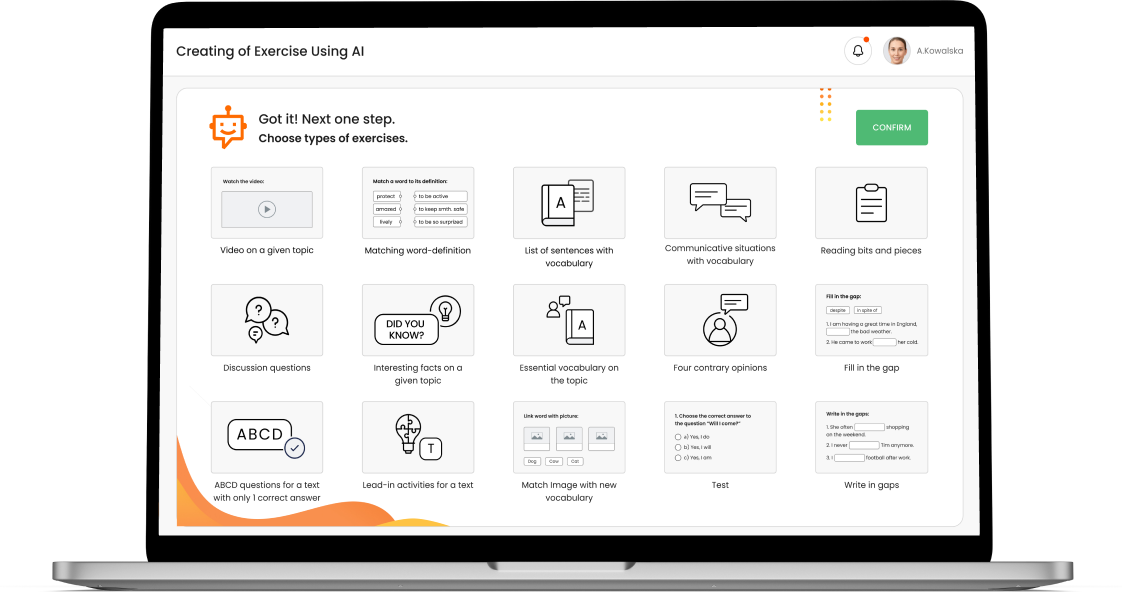 Creating of Exercise Using AI
A.Kowalska
Got it! Next one step.
Choose types of exercises.
CONFIRM
Watch the video:
Video on a given topic
Match a word to its definition:
protect
to be active
amazed
to keep smth. safe
lively
to be so surprized
Matching word-definition
A
List of sentences with
vocabulary
Communicative situations
with vocabulary
Reading bits and pieces
? ?
Discussion questions
DID YOU
KNOW?
Interesting facts on a
given topic
A
Essential vocabulary on
the topic
Four contrary opinions
Fill in the gap:
despite
in spite of
1. I am having a great time in England,
the bad weather.
2. He came to work her cold.
Fill in the gap
ABCD
ABCD questions for a text
with only 1 correct answer
T
Lead-in activities for a text
Link word with picture:
Dog
Cow
Cat
Match Image with new
vocabulary
1. Choose the correct answer to
the question "Will I come?"
a) Yes, I do
b) Yes, I will
c) Yes, I am
Test
Write in the gaps:
1. She often shopping
on the weekend.
2. I never Tim anymore.
3. I football after work.
Write in gaps